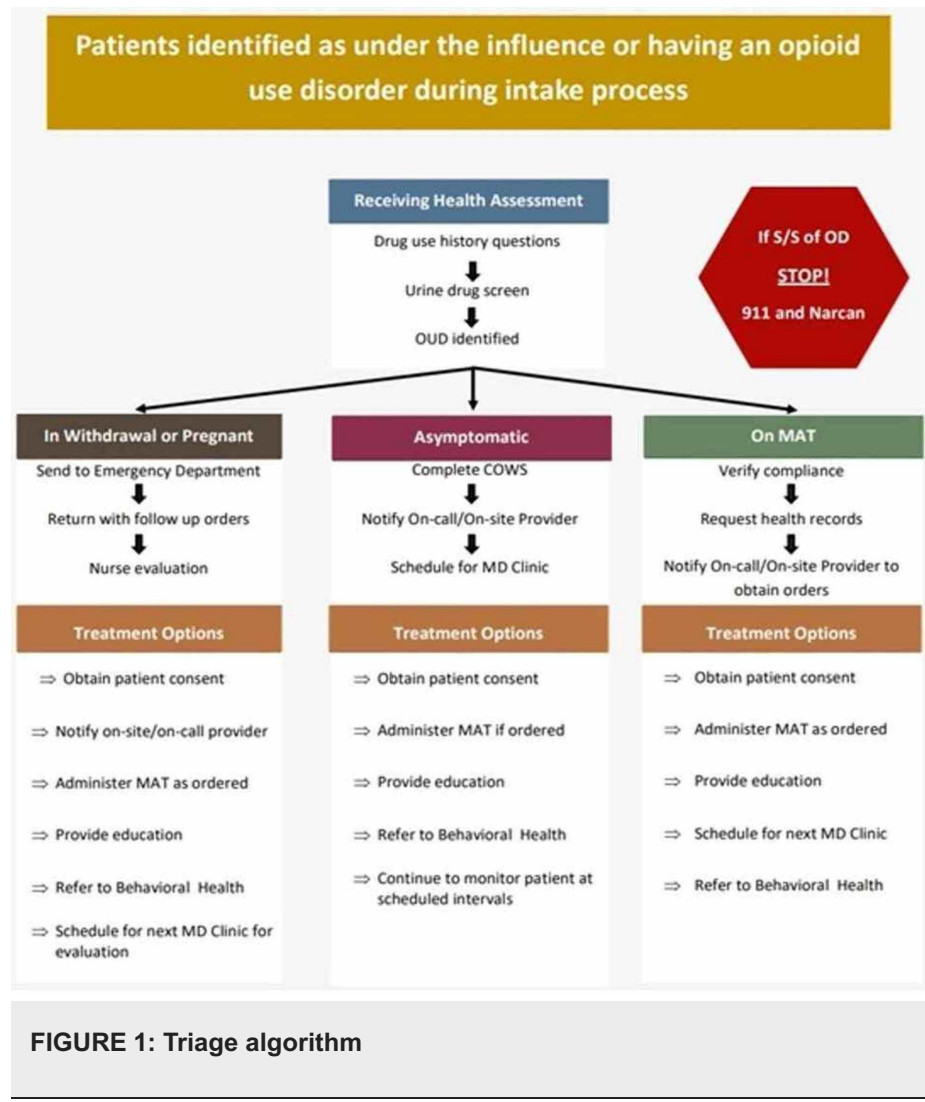 Patients identified as under the influence or having an opioid
use disorder during intake process
Receiving Health Assessment
Drug use history questions
Urine drug screen
OUD identified
If S/S of OD
STOP!
911 and Narcan
In Withdrawal or Pregnant
Send to Emergency Department
Return with follow up orders
Nurse evaluation
Treatment Options
⇒ Obtain patient consent
⇒ Notify on-site/on-call provider
⇒ Administer MAT as ordered
⇒ Provide education
⇒ Refer to Behavioral Health
⇒ Schedule for next MD Clinic for
evaluation
Asymptomatic
Complete COWS
Notify On-call/On-site Provider
Schedule for MD Clinic
Treatment Options
⇒ Obtain patient consent
⇒ Administer MAT if ordered
⇒ Provide education
⇒ Refer to Behavioral Health
⇒ Continue to monitor patient at
scheduled intervals
On MAT
Verify compliance
Request health records
Notify On-call/On-site Provider to
obtain orders
Treatment Options
⇒ Obtain patient consent
⇒ Administer MAT as ordered
⇒ Provide education
⇒ Schedule for next MD Clinic
⇒ Refer to Behavioral Health
FIGURE 1: Triage algorithm